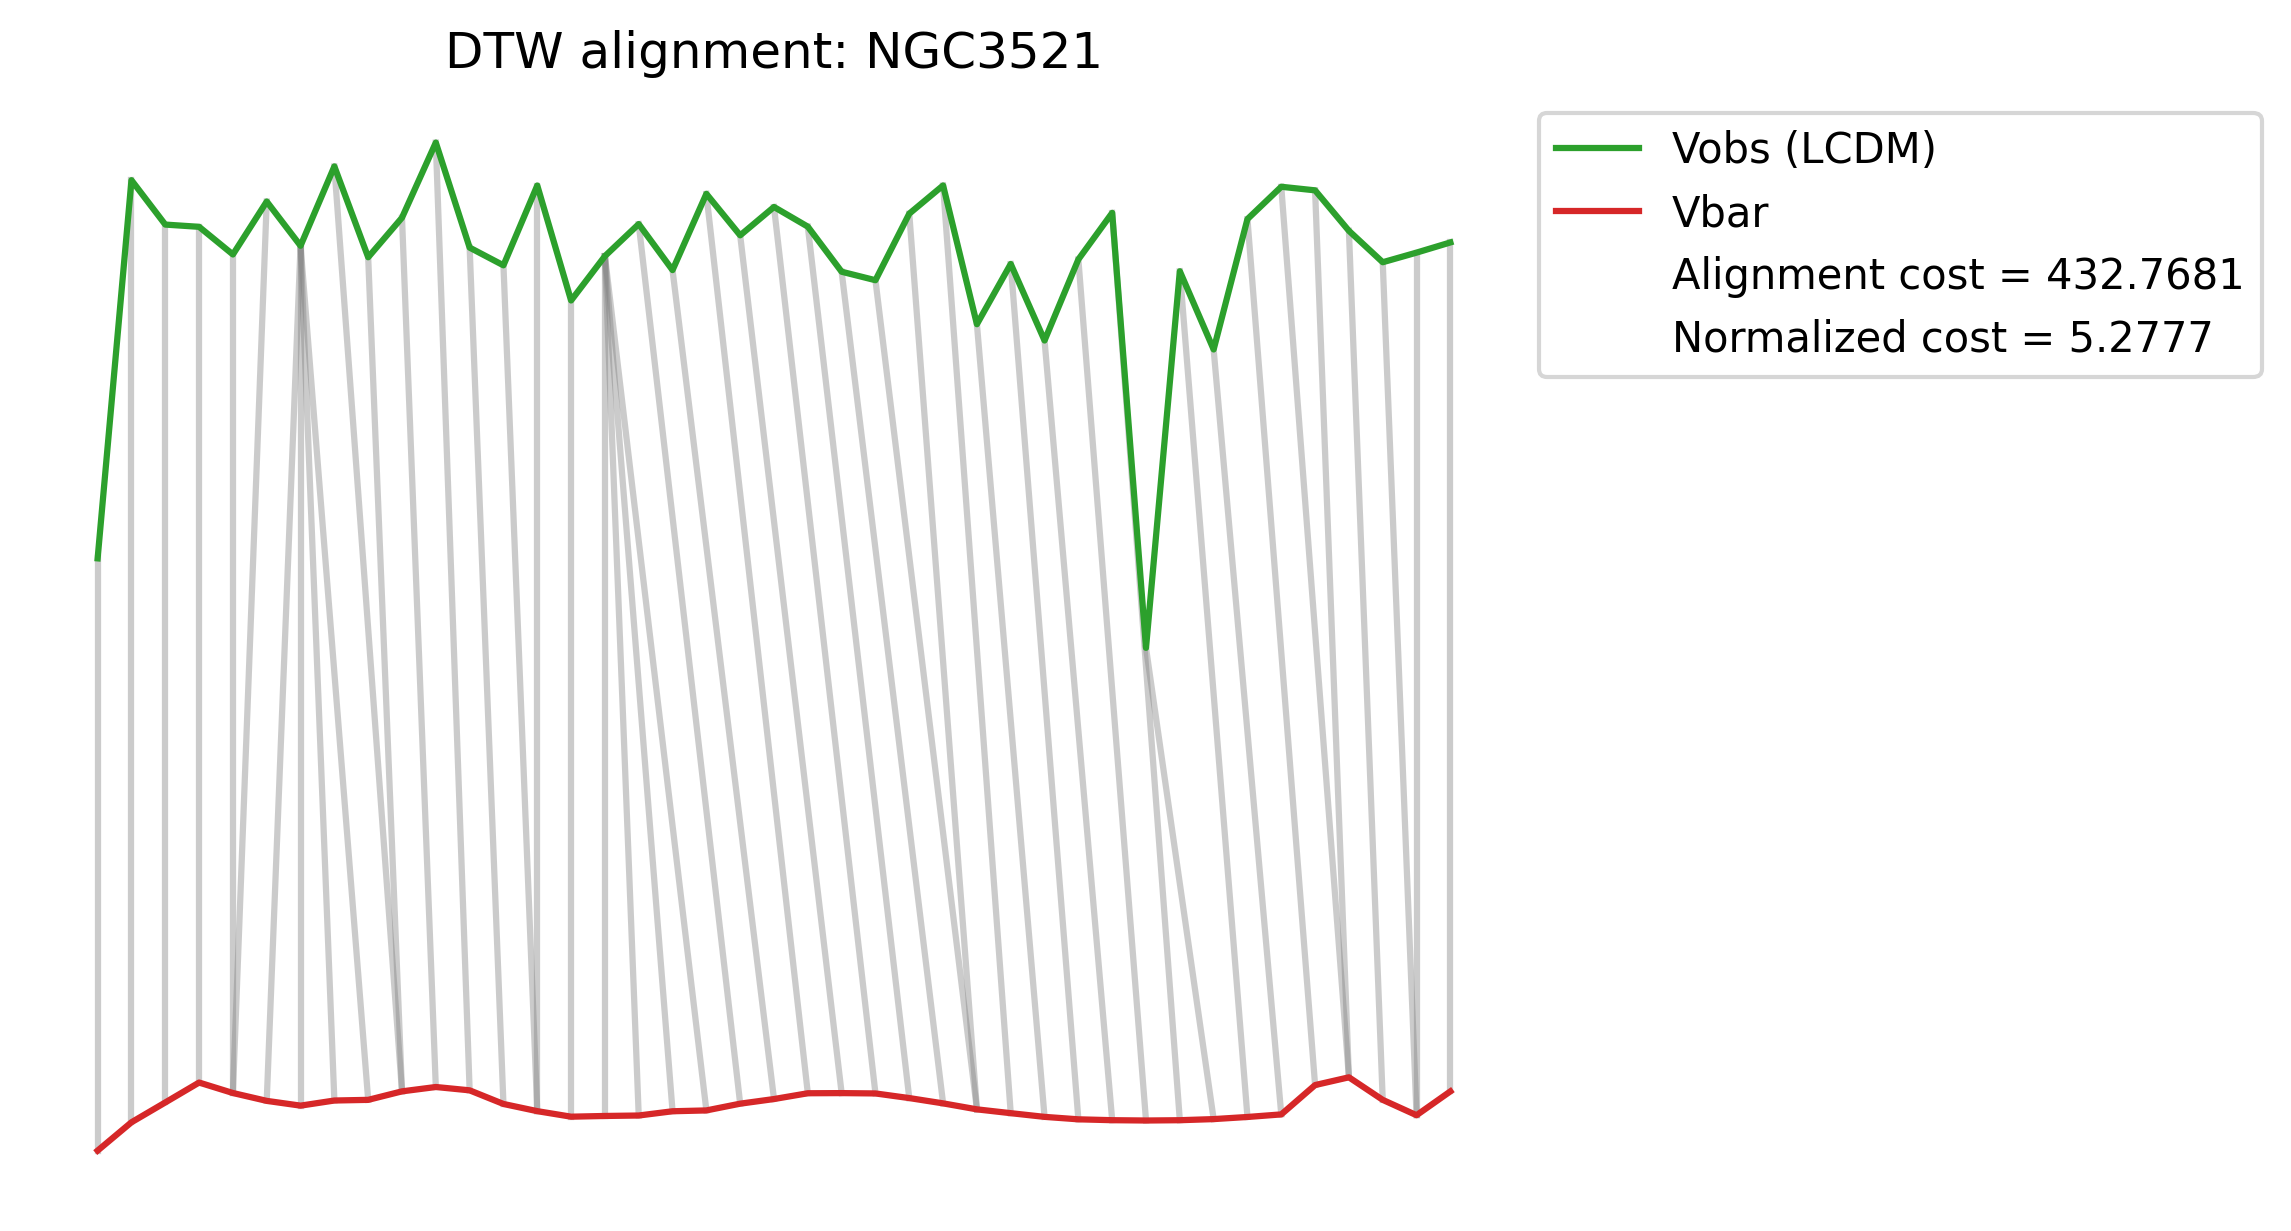 DTW alignment: NGC3521
Vobs (LCDM)
Vbar
Alignment cost = 432.7681
Normalized cost = 5.2777